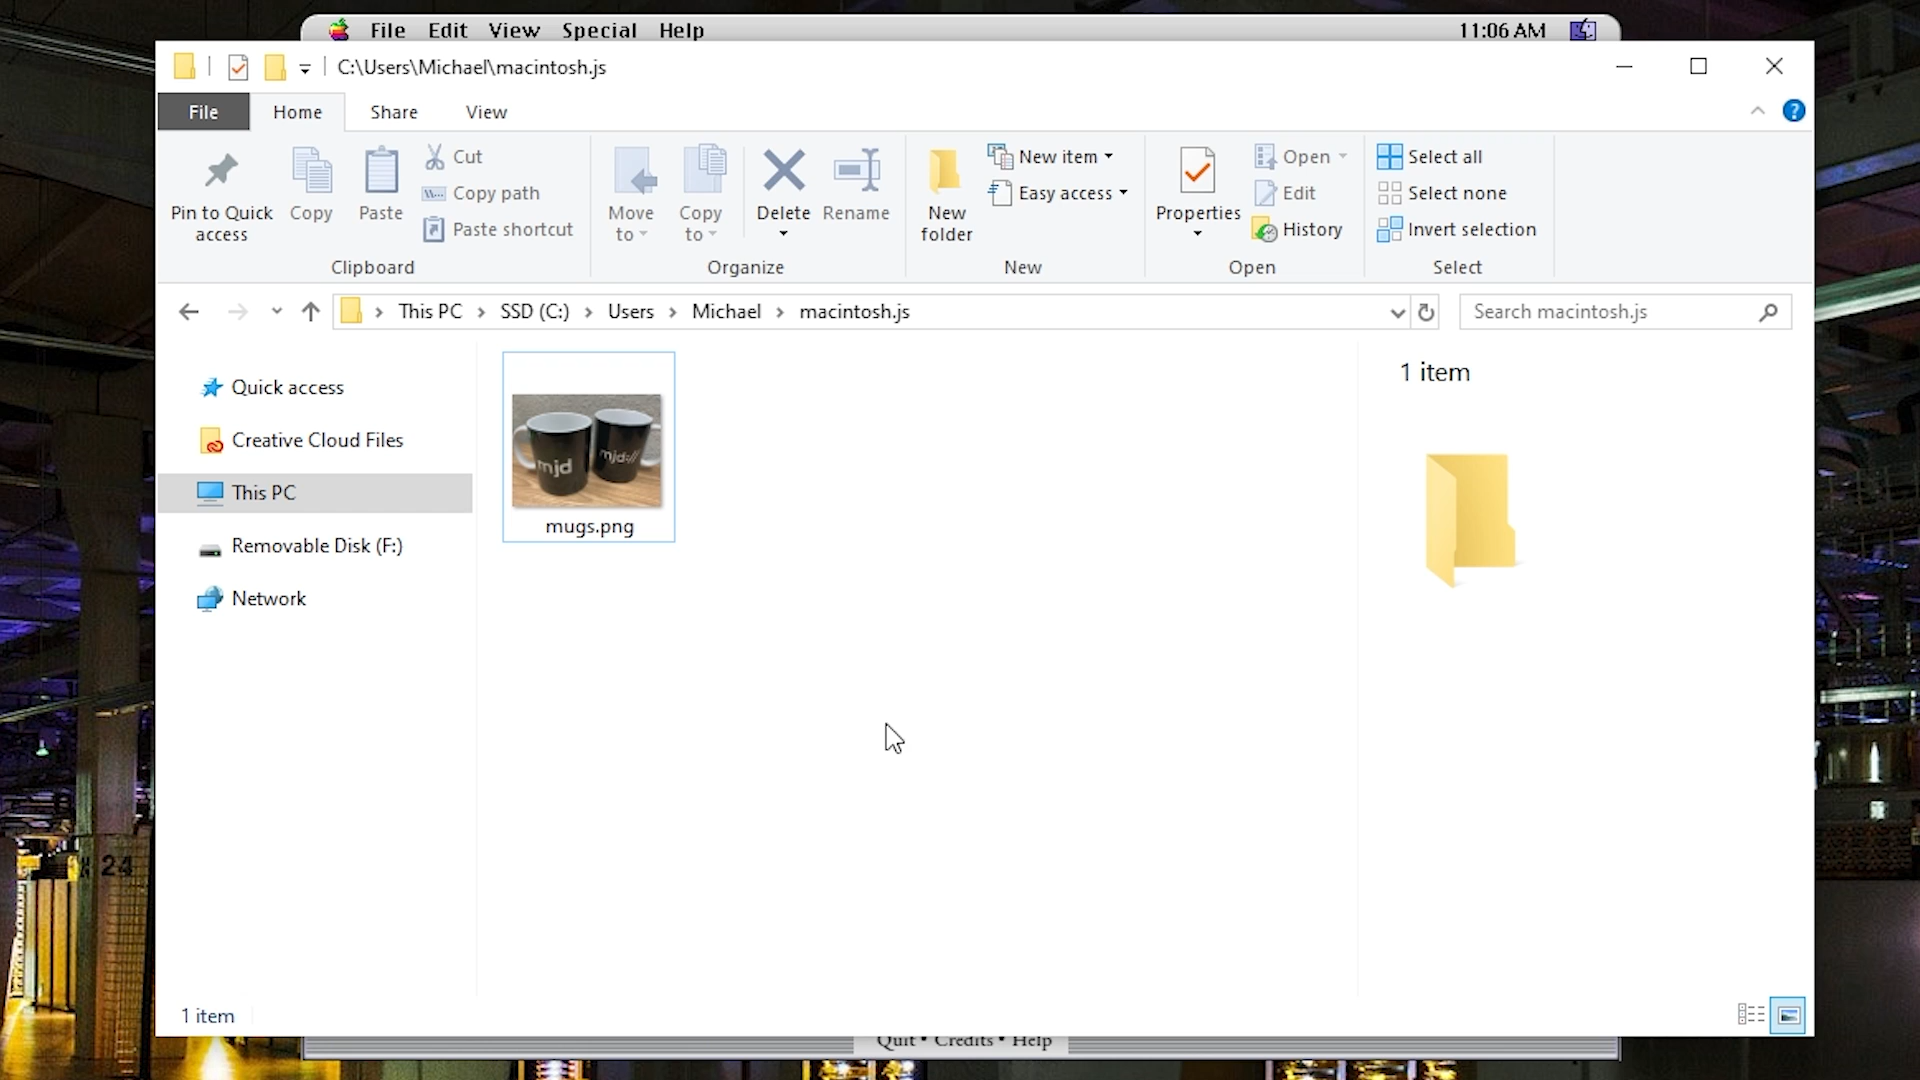 File Edit View Special Help 11:06 AM
C:\Users\Michael\macintosh.js
File Home Share View
Pin to Quick access
Copy
Paste
Cut
Copy path
Paste shortcut
Clipboard
Move to
Copy to
Delete
Rename
Organize
New folder
New item
Easy access
New
Properties
Open
Edit
History
Open
Select all
Select none
Invert selection
Select
This PC > SSD (C:) > Users > Michael > macintosh.js
Search macintosh.js
Quick access
Creative Cloud Files
This PC
Removable Disk (F:)
Network
mjd
mjd://
mugs.png
1 item
24
1 item
Quit • Credits • Help